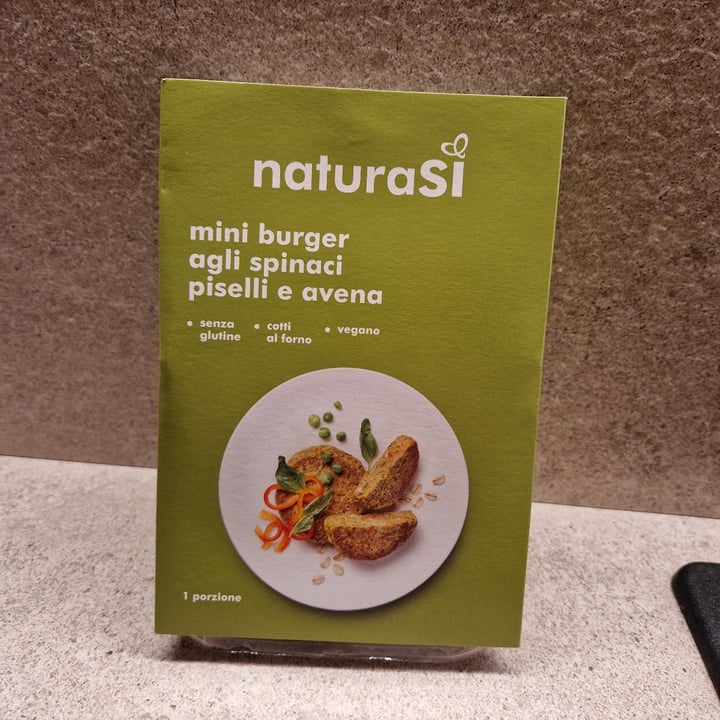 naturaSì
mini burger
agli spinaci
piselli e avena
• senza
glutine
• cotti
al forno
• vegano
1 porzione